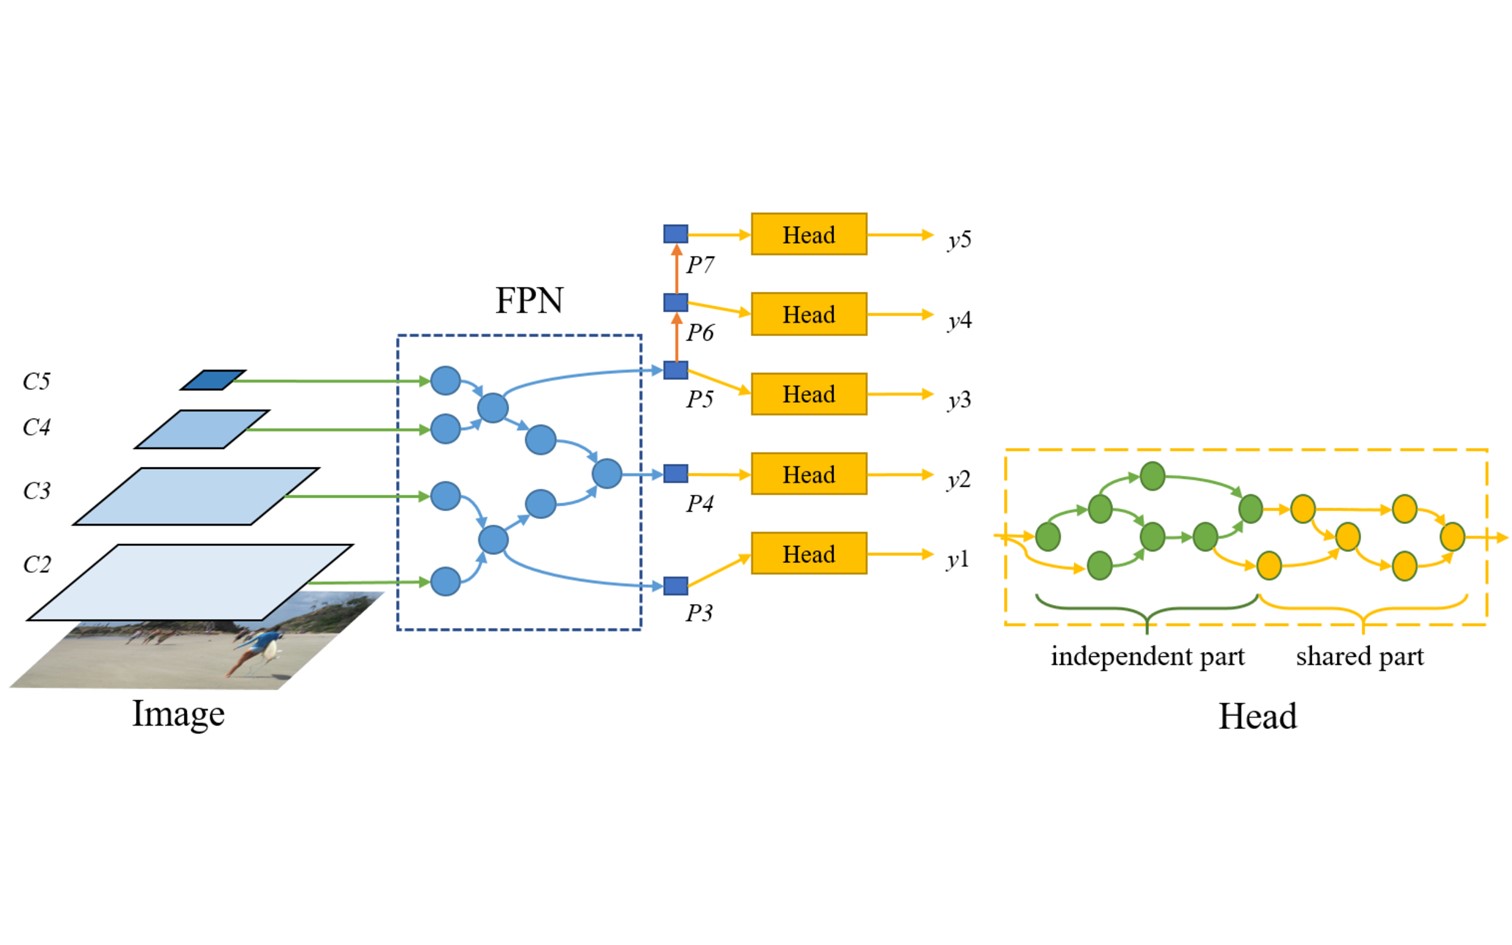 Head
y5
P7
FPN
Head
y4
P6
C5
Head
y3
P5
C4
Head
y2
C3
P4
Head
y1
C2
P3
independent part
shared part
Image
Head